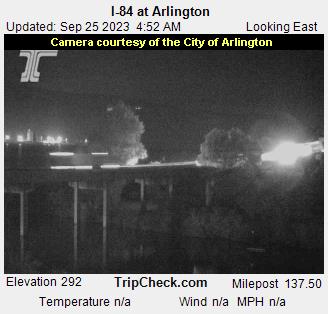 I-84 at Arlington
Updated: Sep 25 2023 4:52 AM Looking East
Camera courtesy of the City of Arlington
Elevation 292 TripCheck.com Milepost 137.50
Temperature n/a Wind n/a MPH n/a